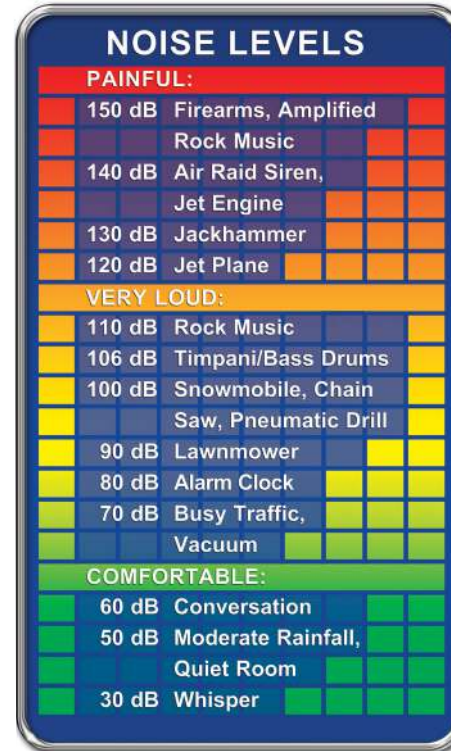 NOISE LEVELS
PAINFUL:
150 dB Firearms, Amplified
Rock Music
140 dB Air Raid Siren,
Jet Engine
130 dB Jackhammer
120 dB Jet Plane
VERY LOUD:
110 dB Rock Music
106 dB Timpani/Bass Drums
100 dB Snowmobile, Chain
Saw, Pneumatic Drill
90 dB Lawnmower
80 dB Alarm Clock
70 dB Busy Traffic,
Vacuum
COMFORTABLE:
60 dB Conversation
50 dB Moderate Rainfall,
Quiet Room
30 dB Whisper